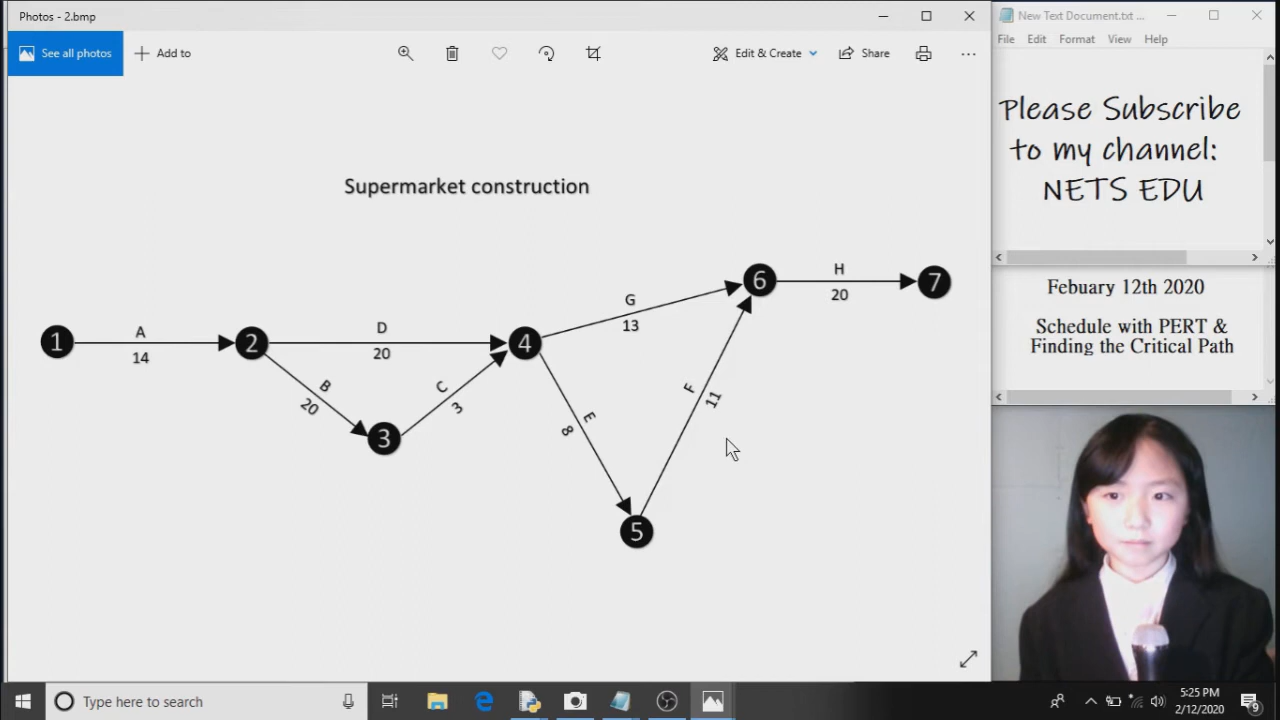 Photos - 2.bmp
See all photos
Add to
Edit & Create
Share
Supermarket construction
1
A
14
2
D
20
B
20
3
C
3
4
G
13
E
8
5
F
11
6
H
20
7
New Text Document.txt ...
File Edit Format View Help
Please Subscribe
to my channel:
NETS EDU
Febuary 12th 2020
Schedule with PERT &
Finding the Critical Path
Type here to search
5:25 PM
2/12/2020
9